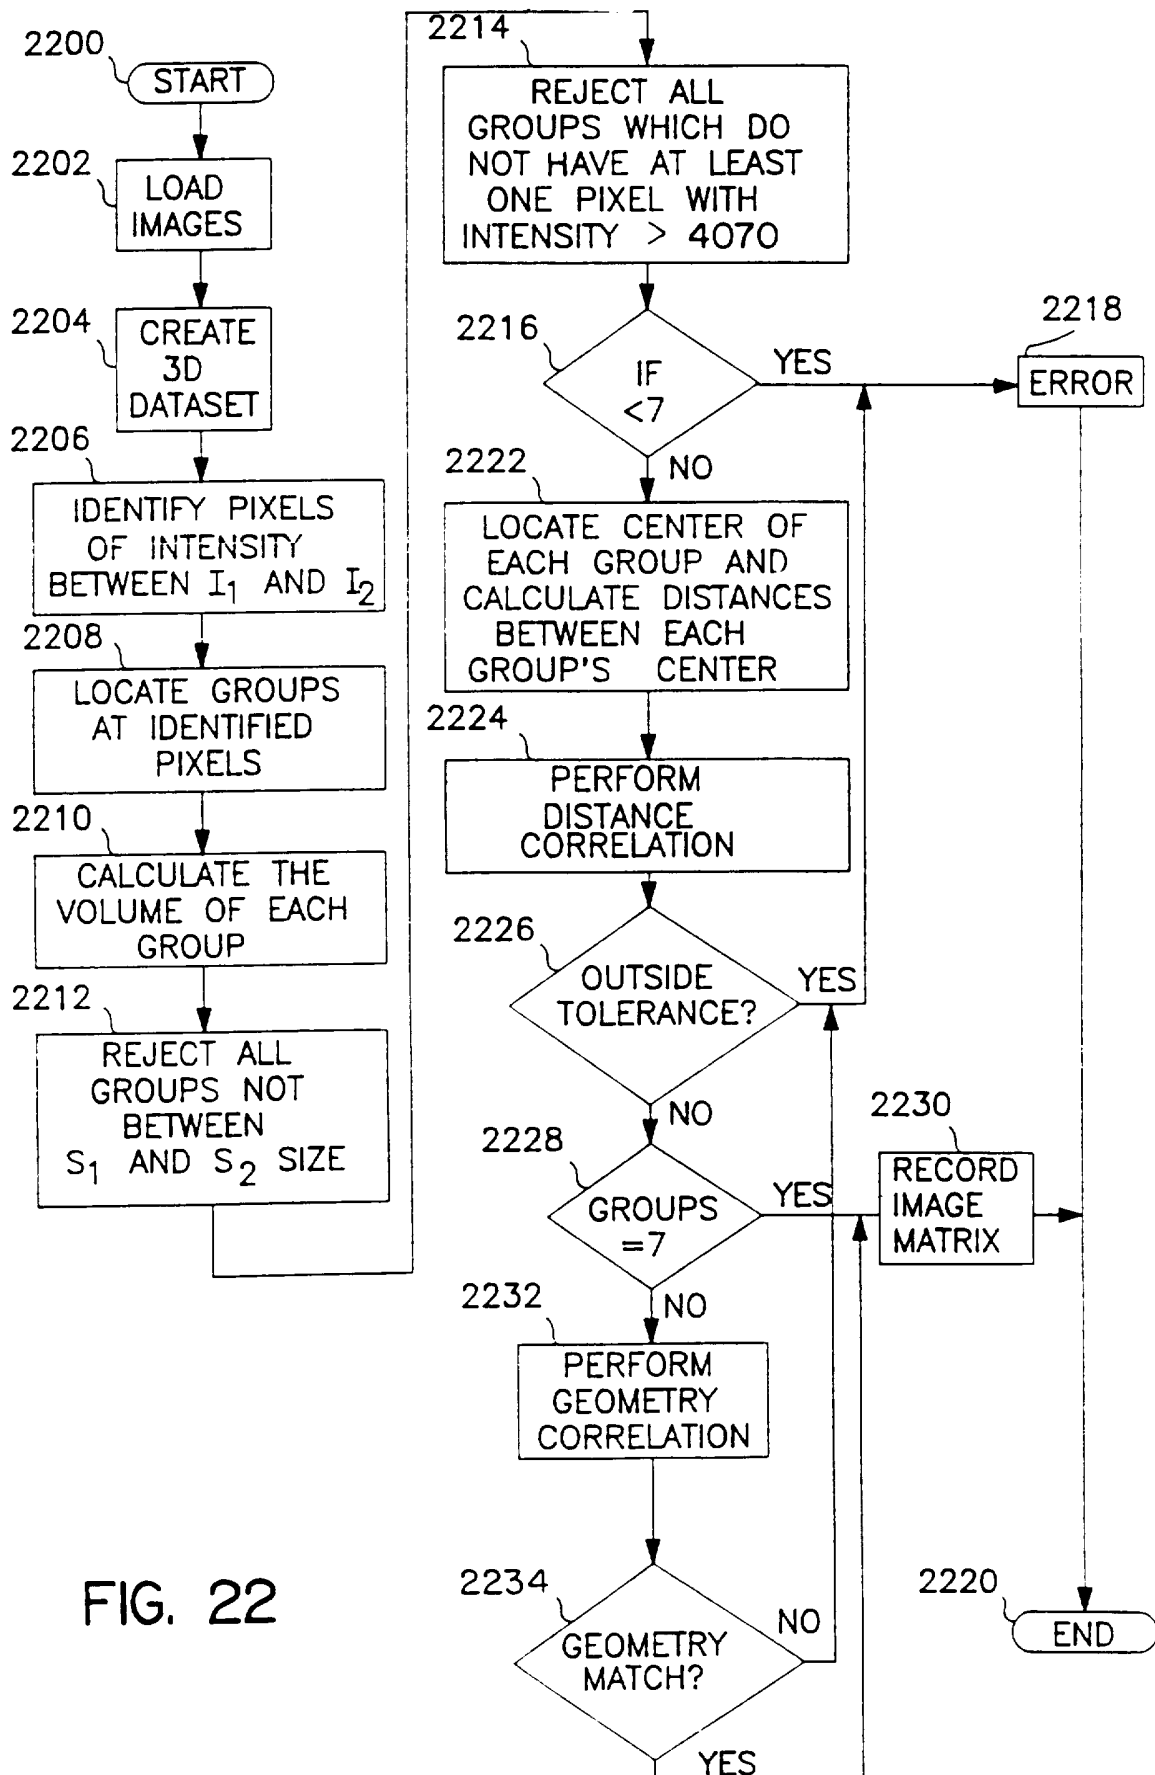 2200
START
2202
LOAD
IMAGES
2204
CREATE
3D
DATASET
2206
IDENTIFY PIXELS
OF INTENSITY
BETWEEN I1 AND I2
2208
LOCATE GROUPS
AT IDENTIFIED
PIXELS
2210
CALCULATE THE
VOLUME OF EACH
GROUP
2212
REJECT ALL
GROUPS NOT
BETWEEN
S1 AND S2 SIZE
2214
REJECT ALL
GROUPS WHICH DO
NOT HAVE AT LEAST
ONE PIXEL WITH
INTENSITY > 4070
2216
IF
<7
YES
2218
ERROR
NO
2222
LOCATE CENTER OF
EACH GROUP AND
CALCULATE DISTANCES
BETWEEN EACH
GROUP'S CENTER
2224
PERFORM
DISTANCE
CORRELATION
2226
OUTSIDE
TOLERANCE?
YES
NO
2228
GROUPS
=7
YES
2230
RECORD
IMAGE
MATRIX
NO
2232
PERFORM
GEOMETRY
CORRELATION
2234
GEOMETRY
MATCH?
NO
YES
2220
END
FIG. 22